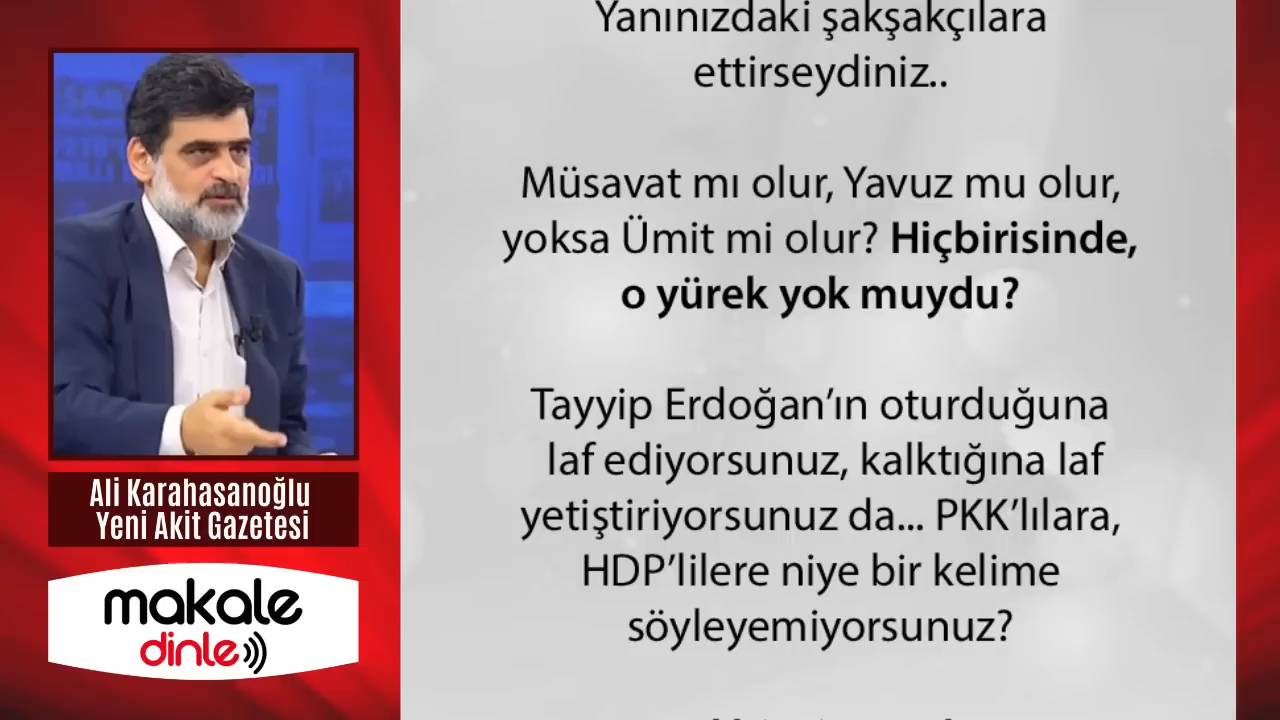 Yanınızdaki şakşakçılara
ettirseydiniz..
Müsavat mı olur, Yavuz mu olur,
yoksa Ümit mi olur? Hiçbirisinde,
o yürek yok muydu?
Tayyip Erdoğan’ın oturduğuna
laf ediyorsunuz, kalktığına laf
yetiştiriyorsunuz da... PKK’lılara,
HDP’lilere niye bir kelime
söyleyemiyorsunuz?
Ali Karahasanoğlu
Yeni Akit Gazetesi
makale
dinle